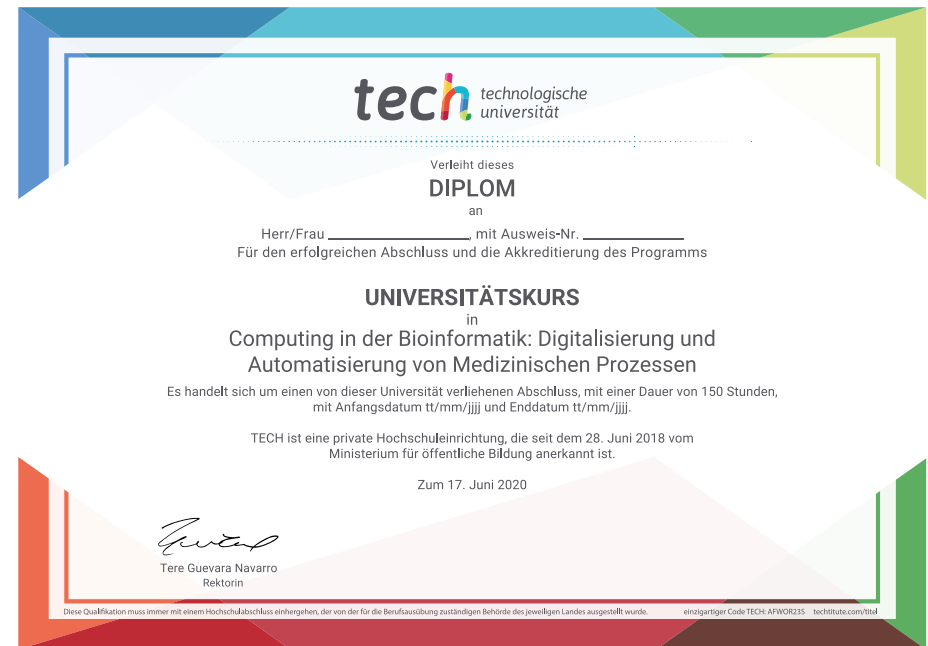 tech technologische
universität
Verleiht dieses
DIPLOM
an
Herr/Frau ____________, mit Ausweis-Nr. ____________
Für den erfolgreichen Abschluss und die Akkreditierung des Programms
UNIVERSITÄTSKURS
in
Computing in der Bioinformatik: Digitalisierung und
Automatisierung von Medizinischen Prozessen
Es handelt sich um einen von dieser Universität verliehenen Abschluss, mit einer Dauer von 150 Stunden,
mit Anfangsdatum tt/mm/jjjj und Enddatum tt/mm/jjjj.
TECH ist eine private Hochschuleinrichtung, die seit dem 28. Juni 2018 vom
Ministerium für öffentliche Bildung anerkannt ist.
Zum 17. Juni 2020
Tere Guevara Navarro
Rektorin
Diese Qualifikation muss immer mit einem Hochschulabschluss einhergehen, der von der für die Berufsausübung zuständigen Behörde des jeweiligen Landes ausgestellt wurde. einzigartiger Code TECH: AFWOR23S techtitute.com/titel